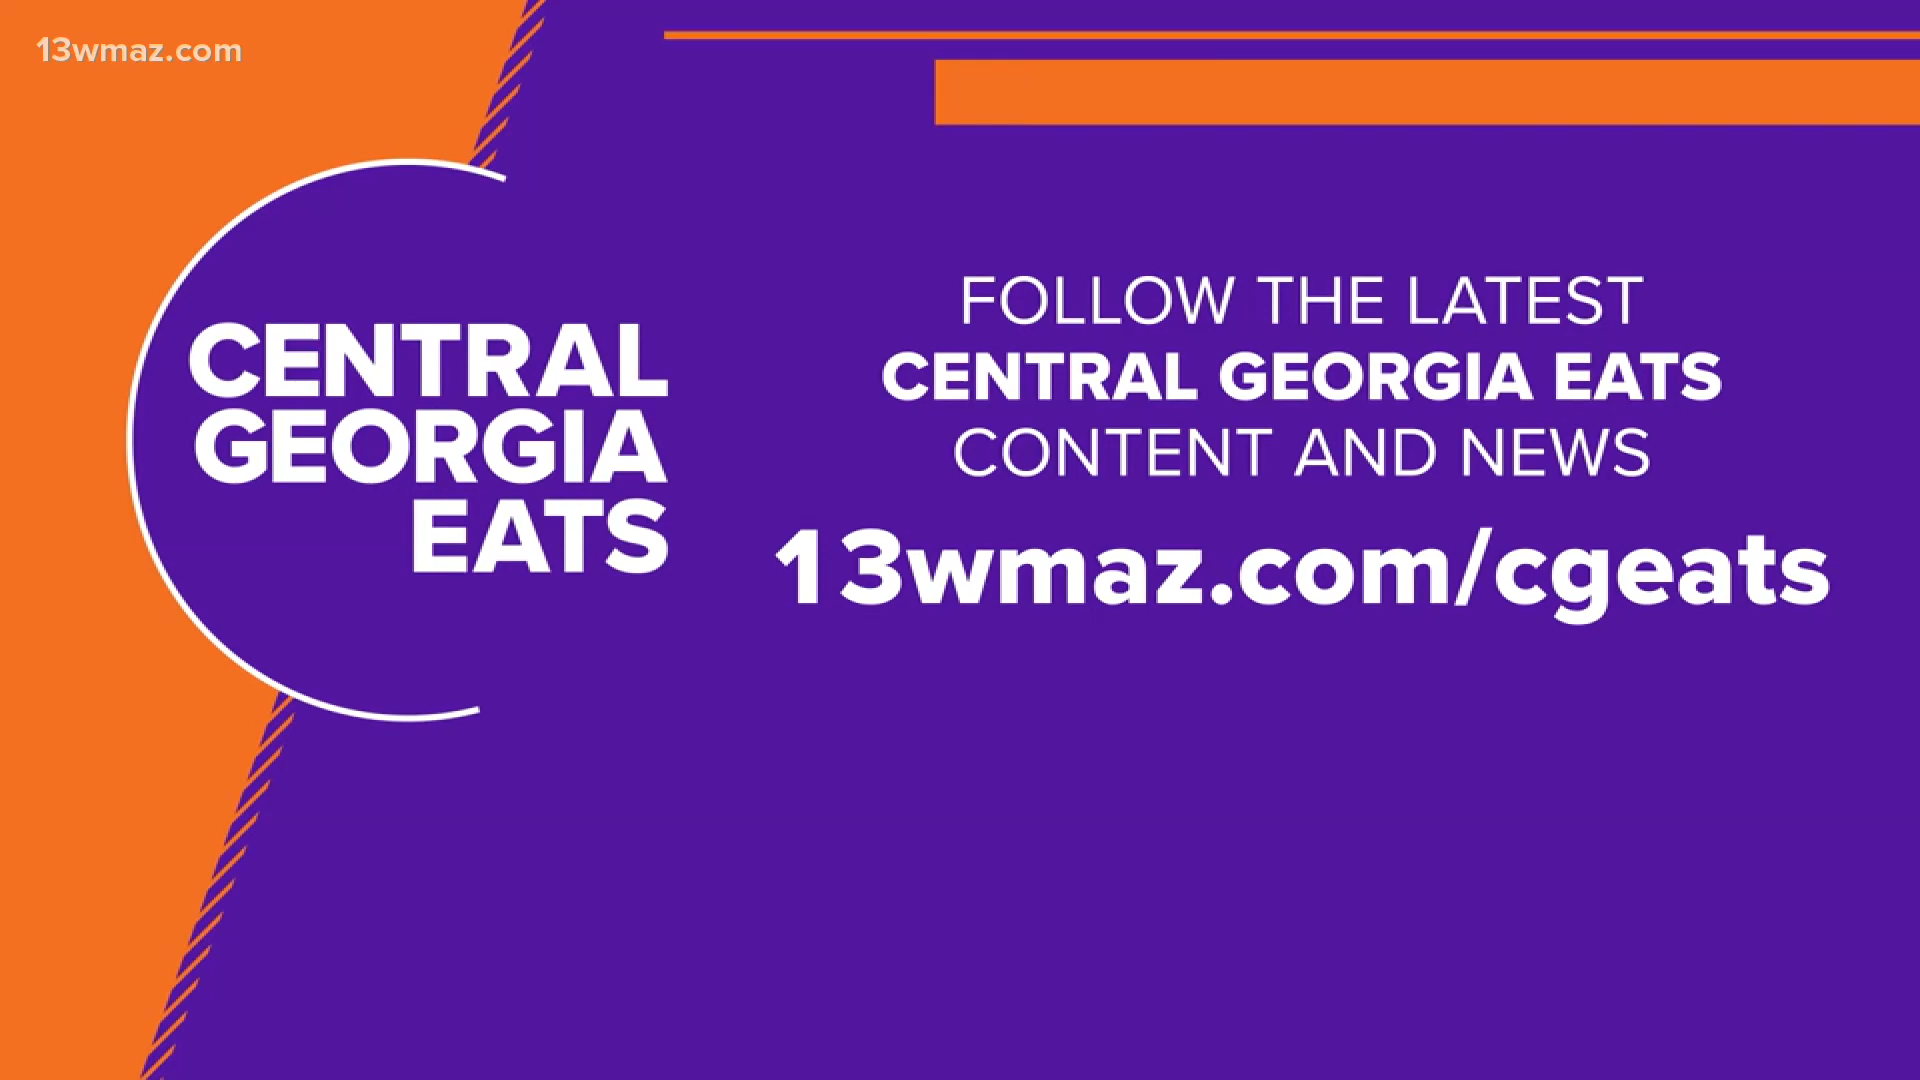 13wmaz.com
CENTRAL
GEORGIA
EATS
FOLLOW THE LATEST
CENTRAL GEORGIA EATS
CONTENT AND NEWS
13wmaz.com/cgeats